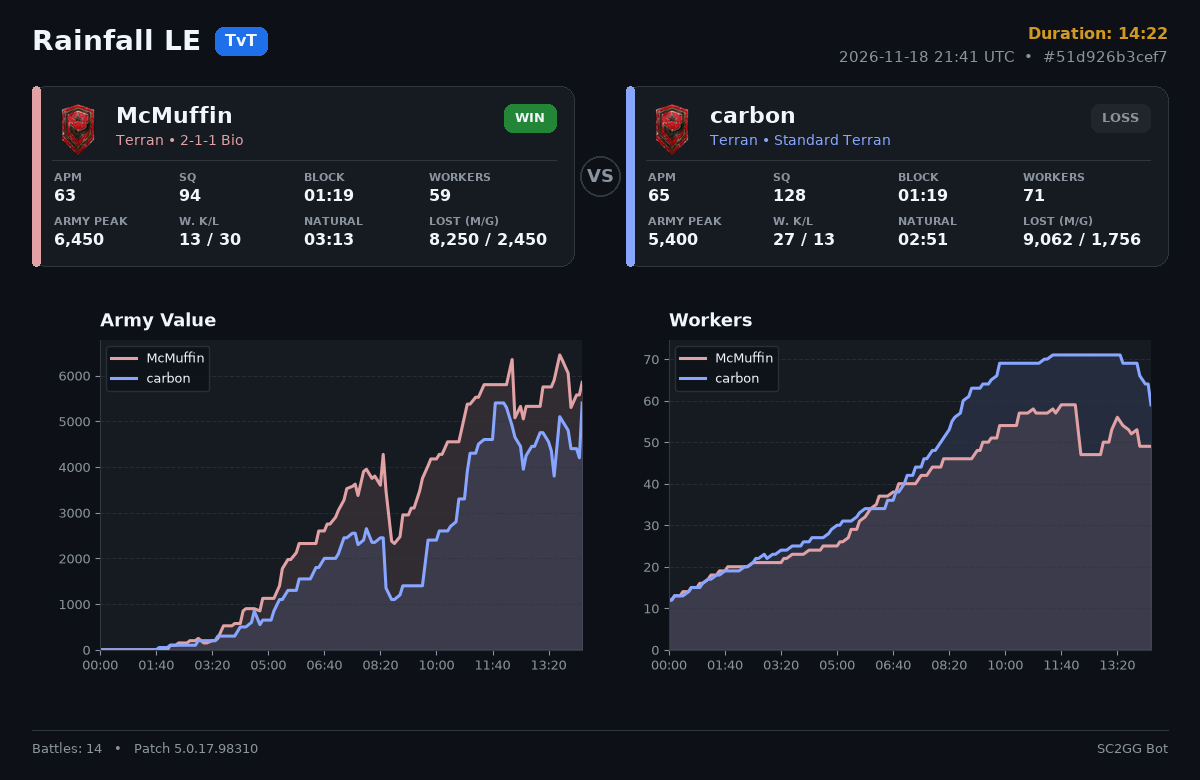 Rainfall LE TvT
Duration: 14:22
2026-11-18 21:41 UTC • #51d926b3cef7
McMuffin WIN
Terran • 2-1-1 Bio
APM SQ BLOCK WORKERS
63 94 01:19 59
ARMY PEAK W. K/L NATURAL LOST (M/G)
6,450 13 / 30 03:13 8,250 / 2,450
VS
carbon LOSS
Terran • Standard Terran
APM SQ BLOCK WORKERS
65 128 01:19 71
ARMY PEAK W. K/L NATURAL LOST (M/G)
5,400 27 / 13 02:51 9,062 / 1,756
Army Value
McMuffin
carbon
6000
5000
4000
3000
2000
1000
0
00:00 01:40 03:20 05:00 06:40 08:20 10:00 11:40 13:20
Workers
McMuffin
carbon
70
60
50
40
30
20
10
0
00:00 01:40 03:20 05:00 06:40 08:20 10:00 11:40 13:20
Battles: 14 • Patch 5.0.17.98310
SC2GG Bot